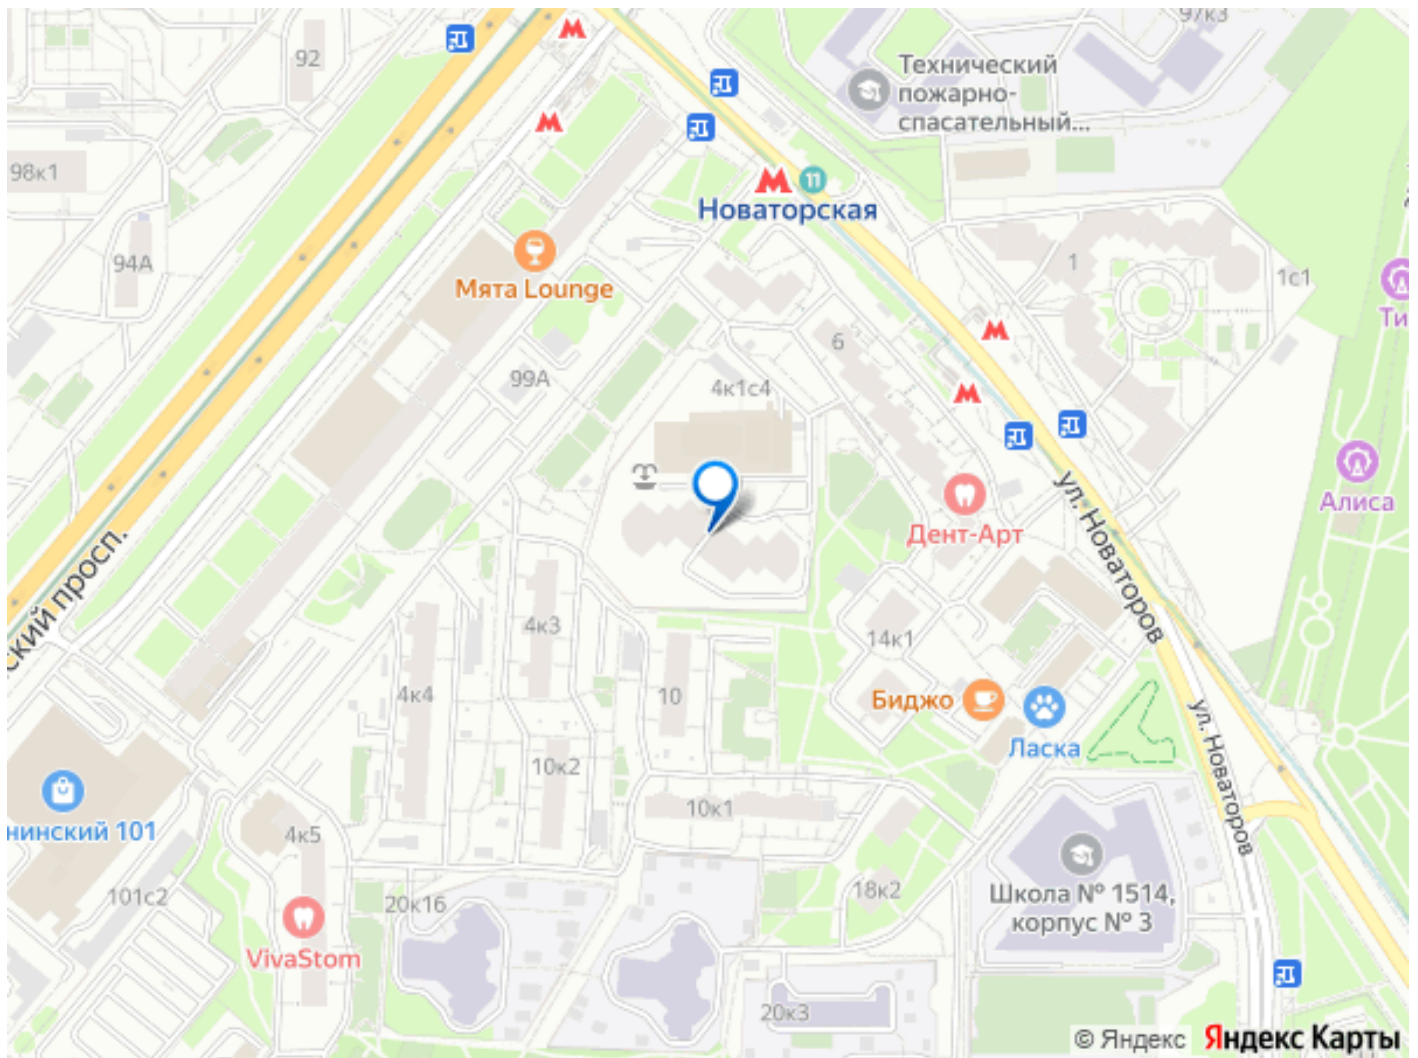 97к3
92
Технический
пожарно-
спасательный...
98к1
11
Новаторская
94А
1
1с1
Мята Lounge
Ти
6
99А
4к1с4
Алиса
ул. Новаторов
Дент-Арт
ский просп.
4к3
14к1
4к4
10
Биджо
ул. Новаторов
Ласка
10к2
нинский 101
10к1
4к5
101с2
20к16
18к2
Школа № 1514,
корпус № 3
VivaStom
20к3
© Яндекс Яндекс Карты